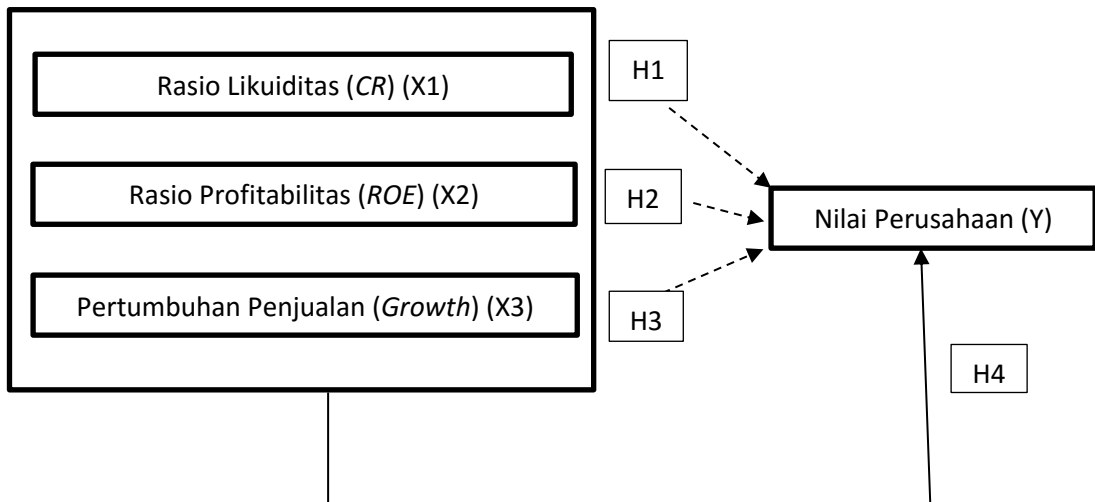 Rasio Likuiditas (CR) (X1)
Rasio Profitabilitas (ROE) (X2)
Pertumbuhan Penjualan (Growth) (X3)
H1
H2
H3
Nilai Perusahaan (Y)
H4